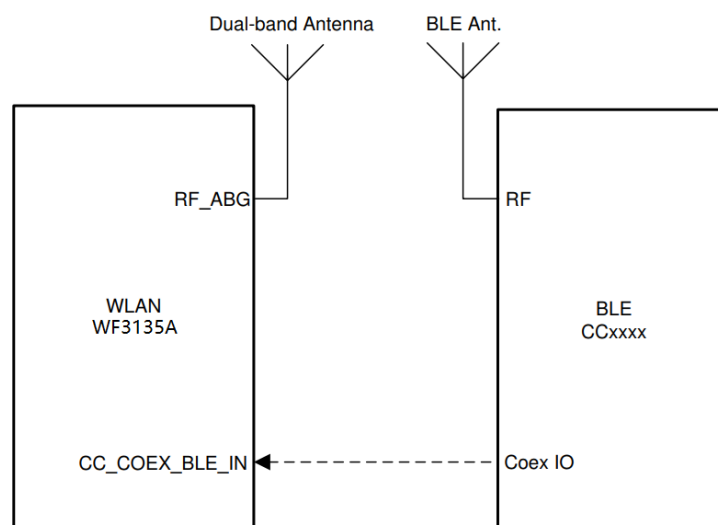 Dual-band Antenna
BLE Ant.
RF_ABG
RF
WLAN
WF3135A
BLE
CCxxxx
CC_COEX_BLE_IN
Coex IO